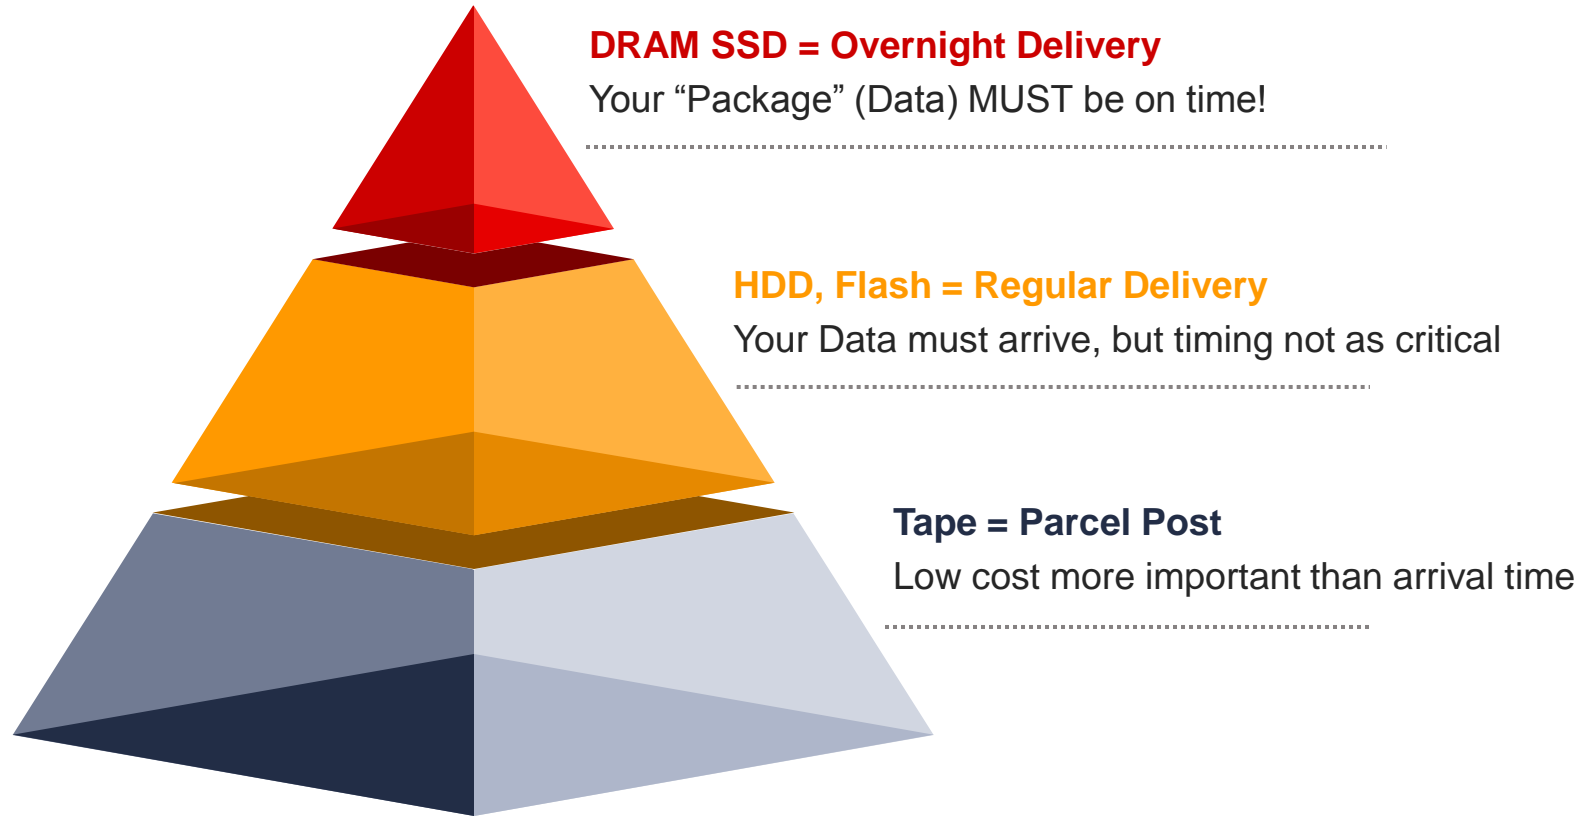 DRAM SSD = Overnight Delivery
Your “Package” (Data) MUST be on time!
HDD, Flash = Regular Delivery
Your Data must arrive, but timing not as critical
Tape = Parcel Post
Low cost more important than arrival time